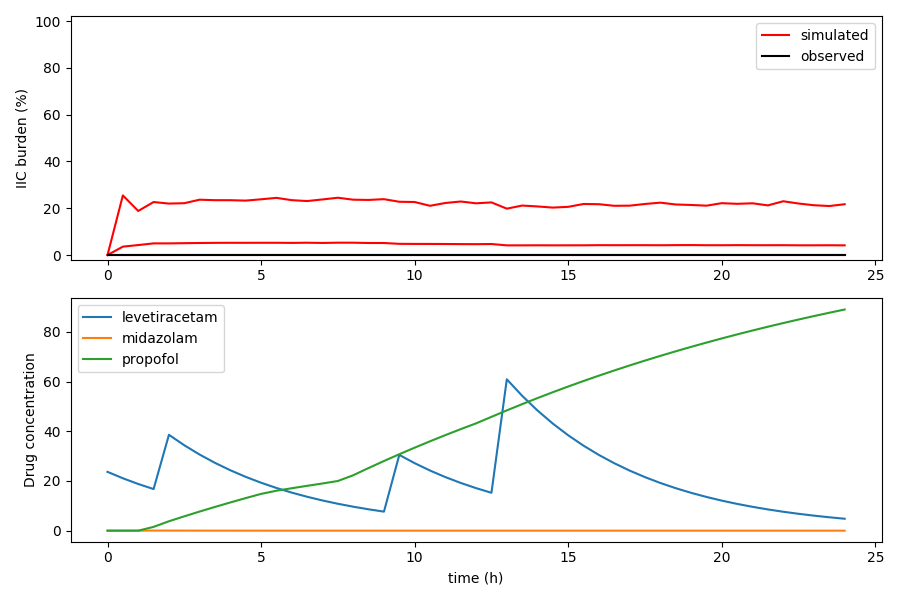 100
80
60
40
20
0
IIC burden (%)
simulated
observed
0 5 10 15 20 25
80
60
40
20
0
Drug concentration
levetiracetam
midazolam
propofol
0 5 10 15 20 25
time (h)